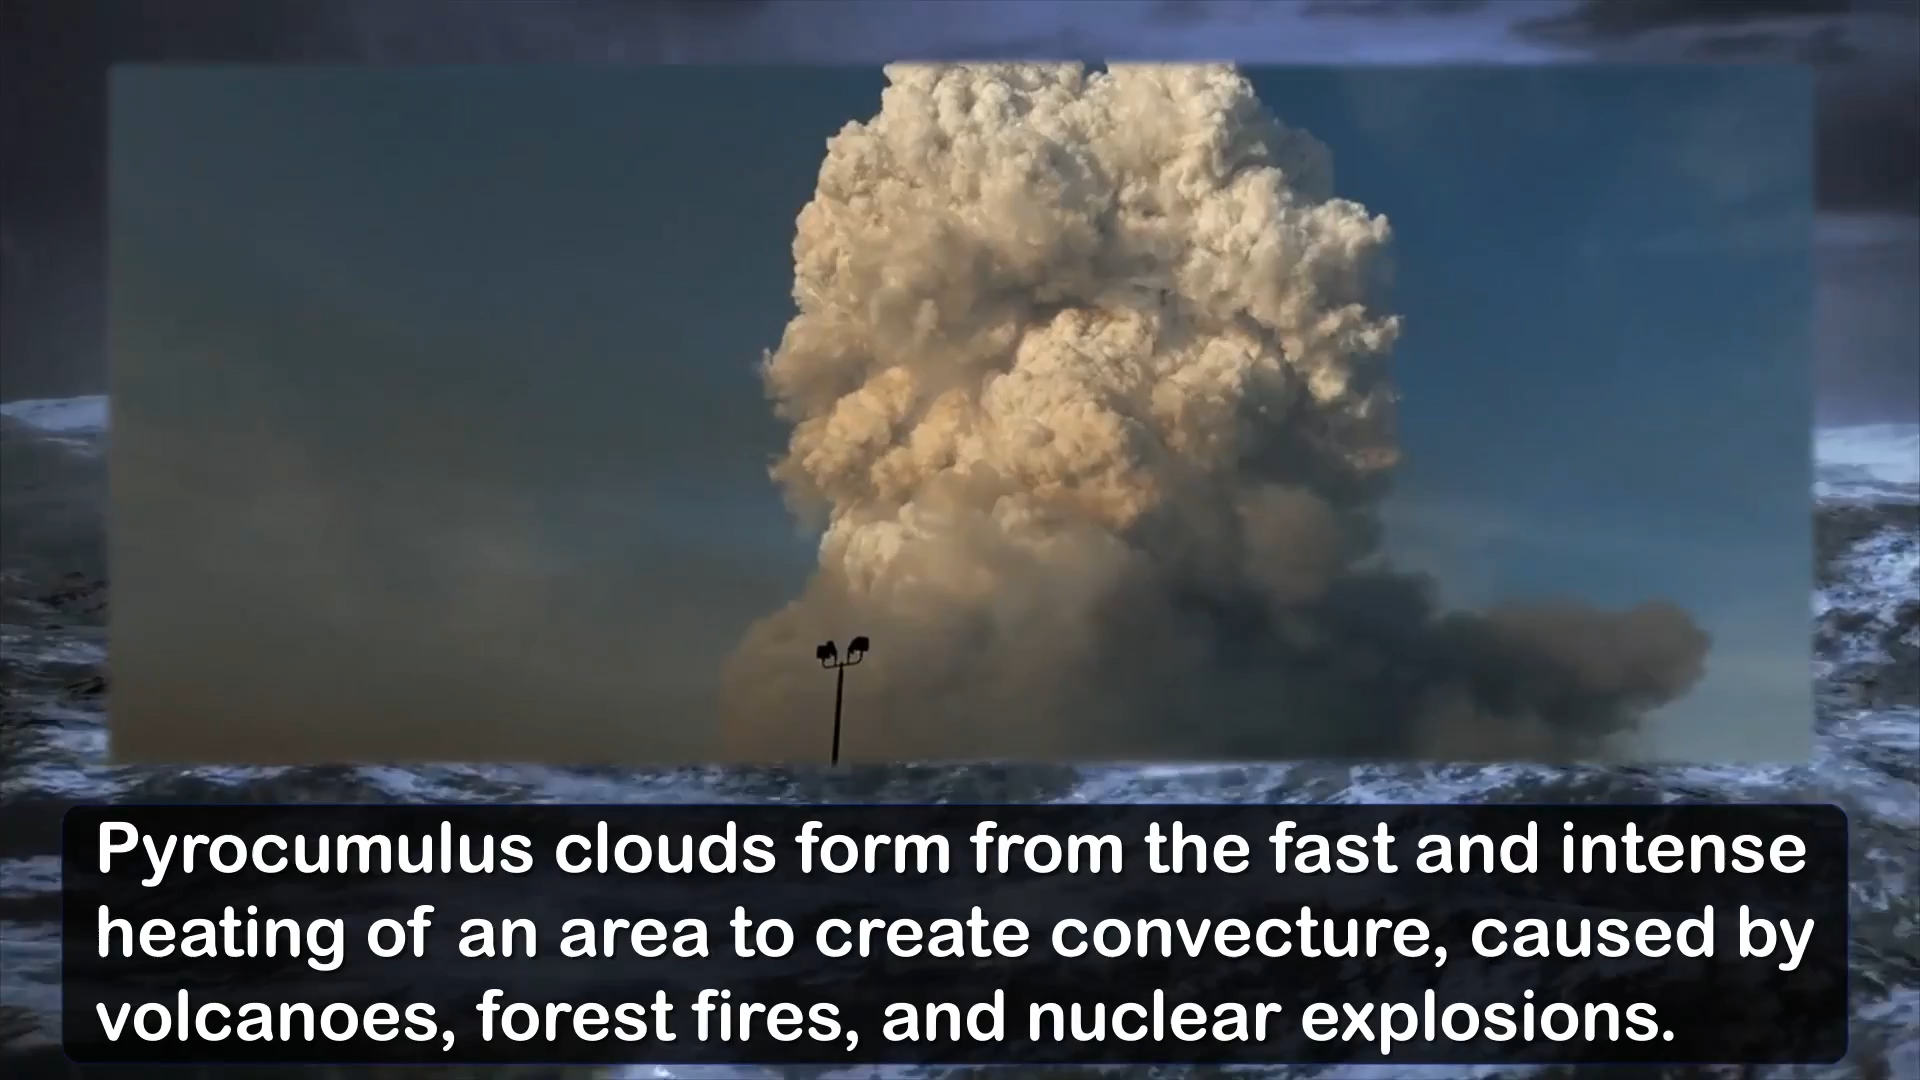 Pyrocumulus clouds form from the fast and intense
heating of an area to create convecture, caused by
volcanoes, forest fires, and nuclear explosions.